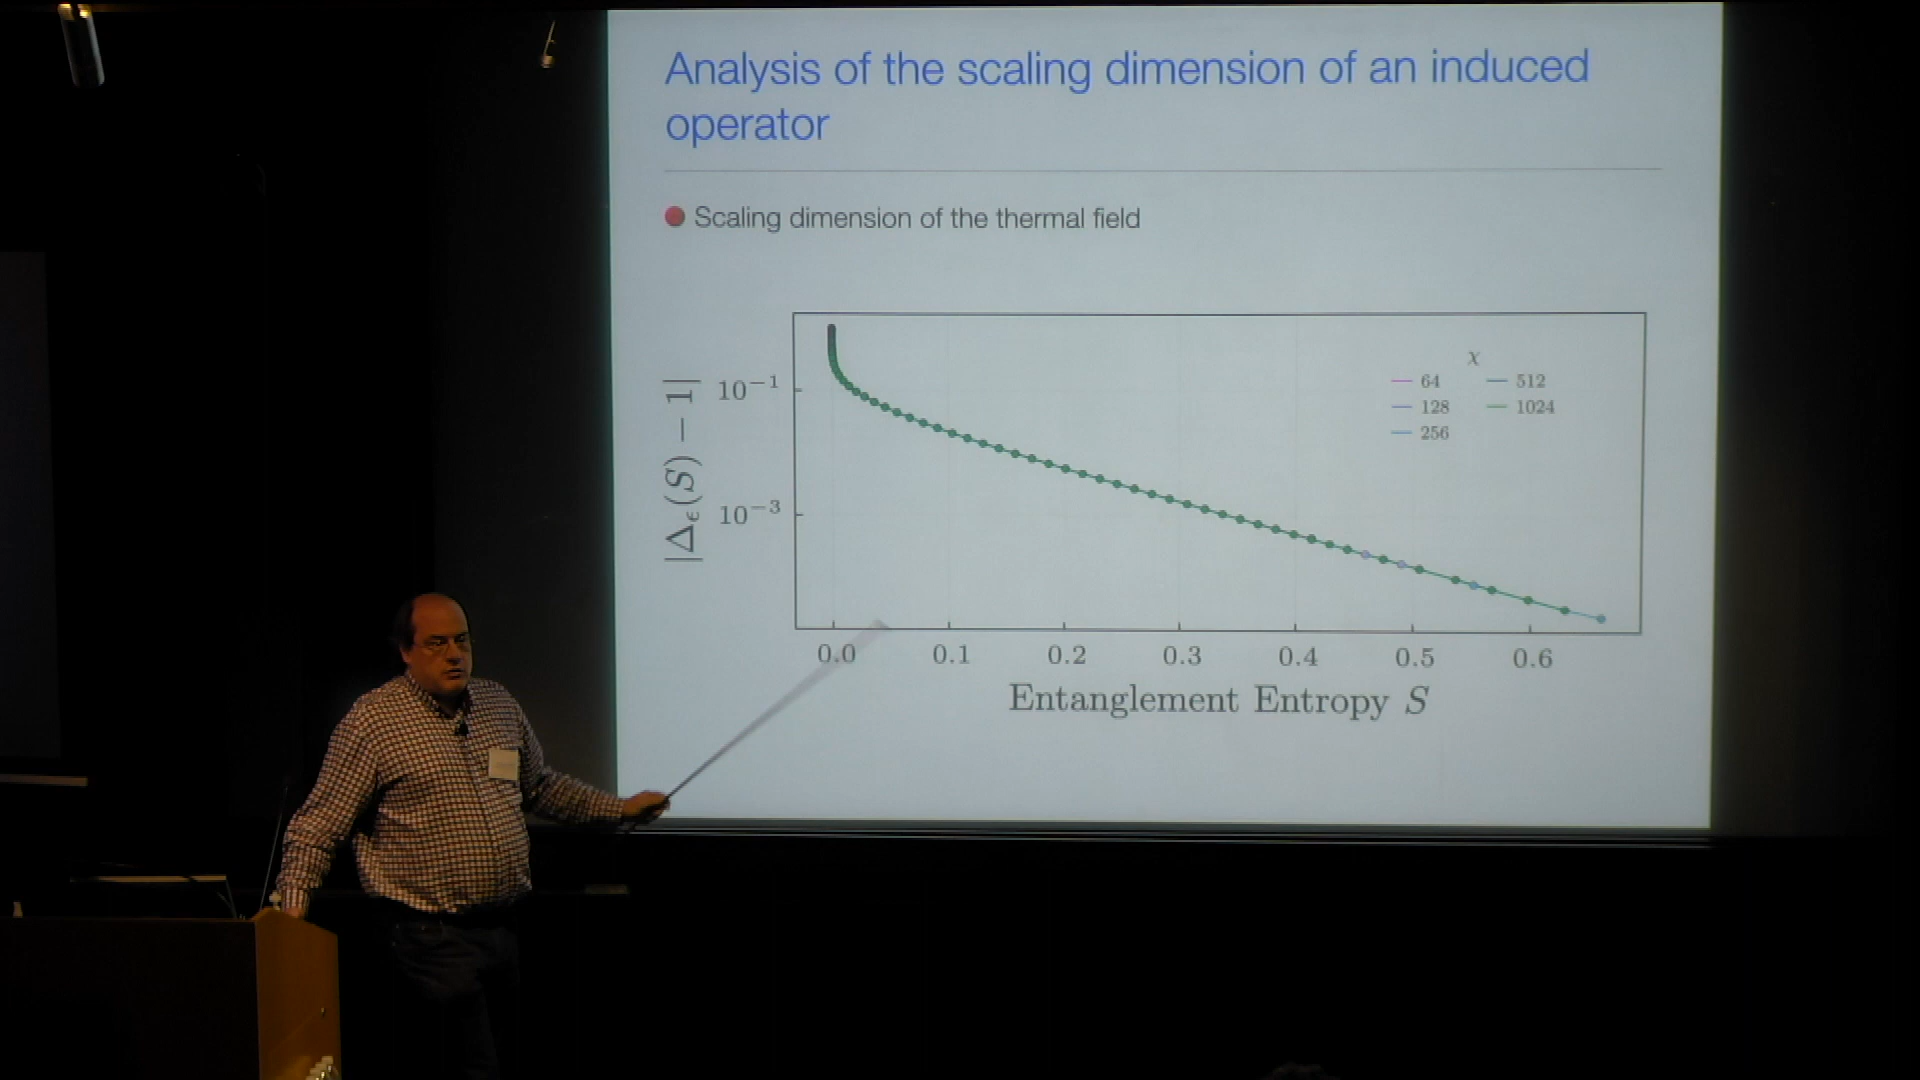 Analysis of the scaling dimension of an induced
operator
Scaling dimension of the thermal field
χ
64
512
128
1024
256
10⁻¹
10⁻³
|Δ_ϵ(S) − 1|
0.0 0.1 0.2 0.3 0.4 0.5 0.6
Entanglement Entropy S